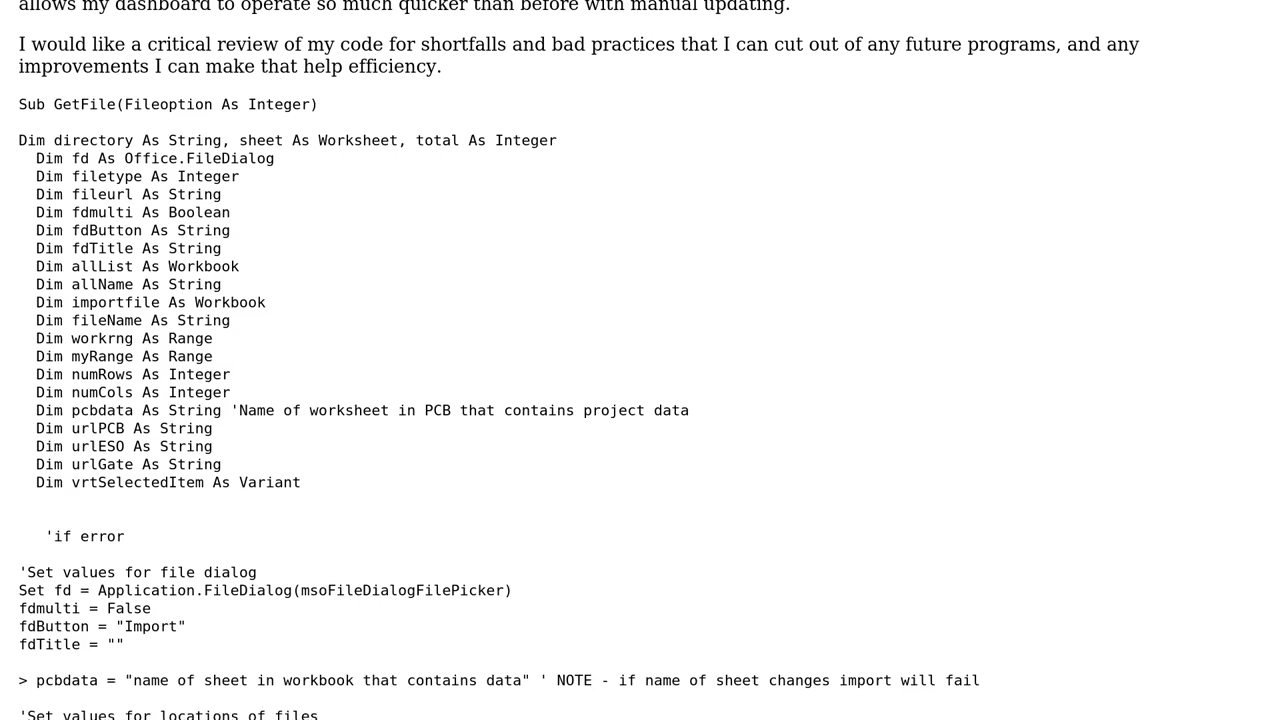 allows my dashboard to operate so much quicker than before with manual updating.
I would like a critical review of my code for shortfalls and bad practices that I can cut out of any future programs, and any
improvements I can make that help efficiency.
Sub GetFile(Fileoption As Integer)
Dim directory As String, sheet As Worksheet, total As Integer
  Dim fd As Office.FileDialog
  Dim filetype As Integer
  Dim fileurl As String
  Dim fdmulti As Boolean
  Dim fdButton As String
  Dim fdTitle As String
  Dim allList As Workbook
  Dim allName As String
  Dim importfile As Workbook
  Dim fileName As String
  Dim workrng As Range
  Dim myRange As Range
  Dim numRows As Integer
  Dim numCols As Integer
  Dim pcbdata As String 'Name of worksheet in PCB that contains project data
  Dim urlPCB As String
  Dim urlESO As String
  Dim urlGate As String
  Dim vrtSelectedItem As Variant
   'if error
'Set values for file dialog
Set fd = Application.FileDialog(msoFileDialogFilePicker)
fdmulti = False
fdButton = "Import"
fdTitle = ""
> pcbdata = "name of sheet in workbook that contains data" ' NOTE - if name of sheet changes import will fail
'Set values for locations of files